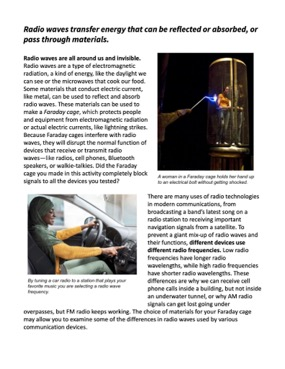 Radio waves transfer energy that can be reflected or absorbed, or
pass through materials.
Radio waves are all around us and invisible.
Radio waves are a type of electromagnetic
radiation, a kind of energy, like the daylight we
can see or the microwaves that cook our food.
Some materials that conduct electric current,
like metal, can be used to reflect and absorb
radio waves. These materials can be used to
make a Faraday cage, which protects people
and equipment from electromagnetic radiation
or actual electric currents, like lightning strikes.
Because Faraday cages interfere with radio
waves, they will disrupt the normal function of
devices that receive or transmit radio
waves—like radios, cell phones, Bluetooth
speakers, or walkie-talkies. Did the Faraday
cage you made in this activity completely block
signals to all the devices you tested?
A woman in a Faraday cage holds her hand up
to an electrical bolt without getting shocked.
There are many uses of radio technologies
in modern communications, from
broadcasting a band's latest song on a
radio station to receiving important
navigation signals from a satellite. To
prevent a giant mix-up of radio waves and
their functions, different devices use
different radio frequencies. Low radio
frequencies have longer radio
wavelengths, while high radio frequencies
have shorter radio wavelengths. These
differences are why we can receive cell
phone calls inside a building, but not inside
an underwater tunnel, or why AM radio
signals can get lost going under
overpasses, but FM radio keeps working. The choice of materials for your Faraday cage
may allow you to examine some of the differences in radio waves used by various
communication devices.
By tuning a car radio to a station that plays your
favorite music you are selecting a radio wave
frequency.